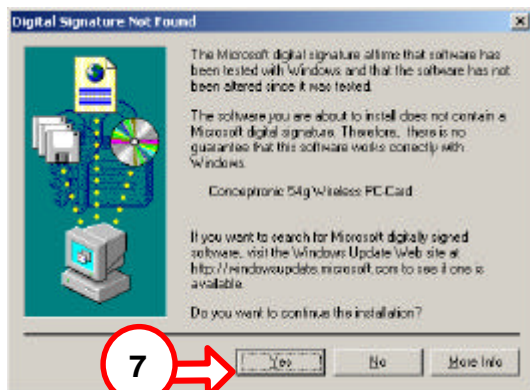 Digital Signature Not Found
The Microsoft digital signature affirms that software has
been tested with Windows and that the software has not
been altered since it was tested.
The software you are about to install does not contain a
Microsoft digital signature. Therefore, there is no
guarantee that this software works correctly with
Windows.
Conceptronic 54g Wireless PC-Card
If you want to search for Microsoft digitally signed
software, visit the Windows Update Web site at
http://windowsupdate.microsoft.com to see if one is
available.
Do you want to continue the installation?
7
Yes
No
More Info